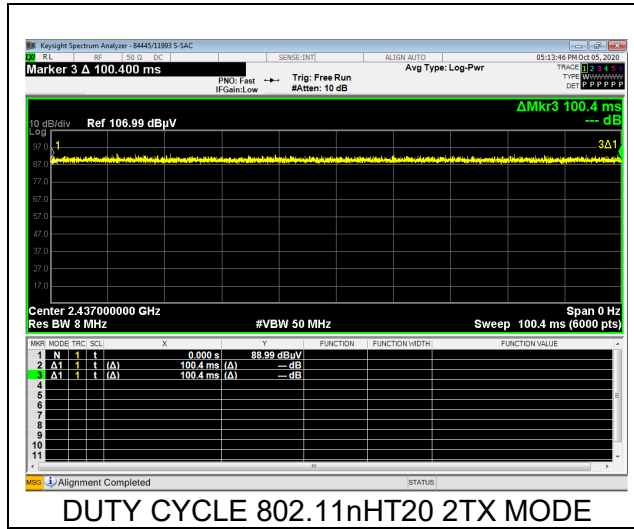 Keysight Spectrum Analyzer - 84445/11993 S-SAC
RL RF 50 Ω DC SENSE:INT ALIGN AUTO 05:13:46 PM Oct 05, 2020
Marker 3 Δ 100.400 ms
PNO: Fast Trig: Free Run Avg Type: Log-Pwr TRACE 1 2 3 4 5 6
IFGain:Low #Atten: 10 dB TYPE WWWWWW
DET P P P P P P
ΔMkr3 100.4 ms
10 dB/div Ref 106.99 dBµV --- dB
Log
97.0 1 3Δ1
87.0
77.0
67.0
57.0
47.0
37.0
27.0
17.0
Center 2.437000000 GHz Span 0 Hz
Res BW 8 MHz #VBW 50 MHz Sweep 100.4 ms (6000 pts)
MKR MODE TRC SCL X Y FUNCTION FUNCTION WIDTH FUNCTION VALUE
1 N 1 t 0.000 s 88.99 dBµV
2 Δ1 1 t (Δ) 100.4 ms (Δ) --- dB
3 Δ1 1 t (Δ) 100.4 ms (Δ) --- dB
4
5
6
7
8
9
10
11
MSG Alignment Completed STATUS
DUTY CYCLE 802.11nHT20 2TX MODE